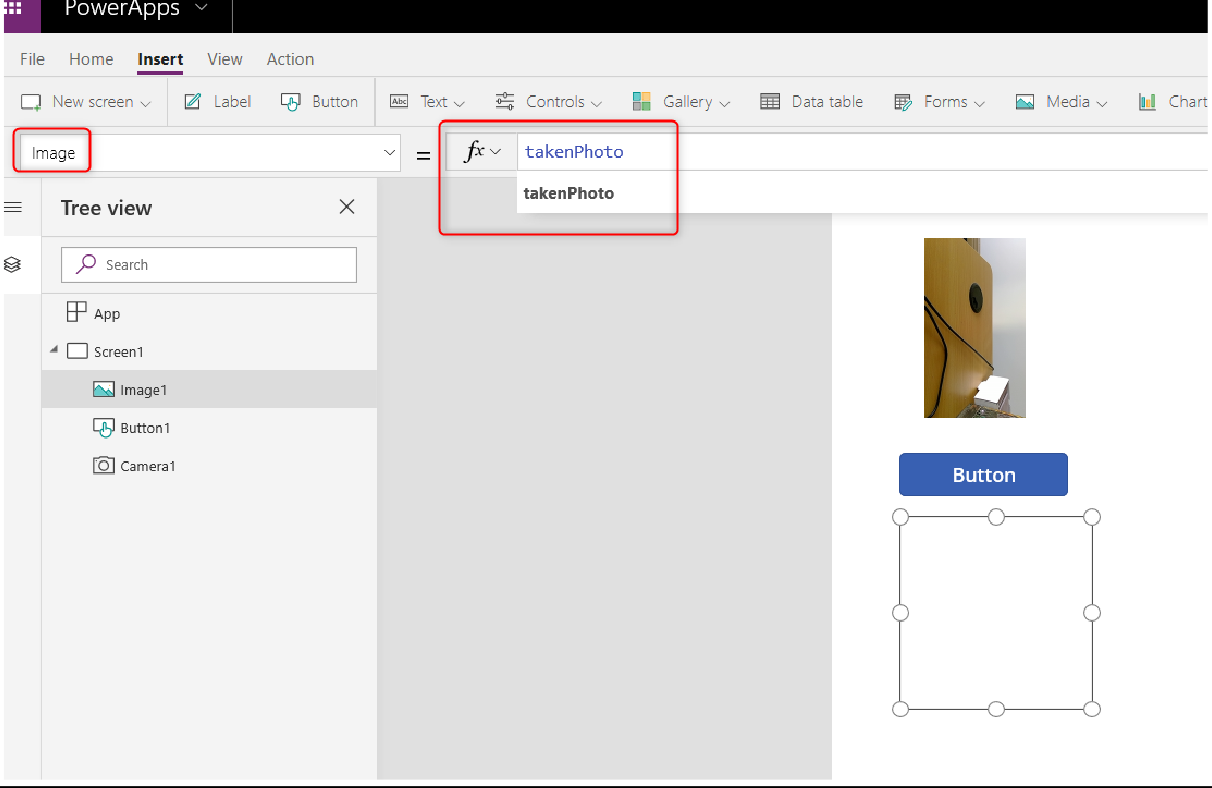 PowerApps
File Home Insert View Action
New screen Label Button Abc Text Controls Gallery Data table Forms Media Chart
Image = fx takenPhoto
takenPhoto
Tree view
Search
App
Screen1
Image1
Button1
Camera1
Button